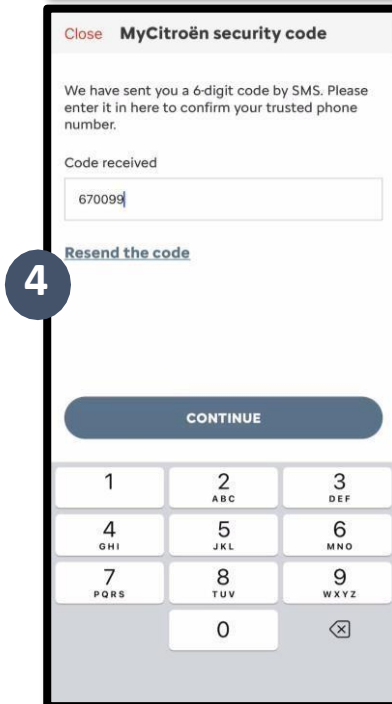 Close MyCitroën security code
We have sent you a 6-digit code by SMS. Please
enter it in here to confirm your trusted phone
number.
Code received
670099
Resend the code
4
CONTINUE
1 2 3
ABC DEF
4 5 6
GHI JKL MNO
7 8 9
PQRS TUV WXYZ
0